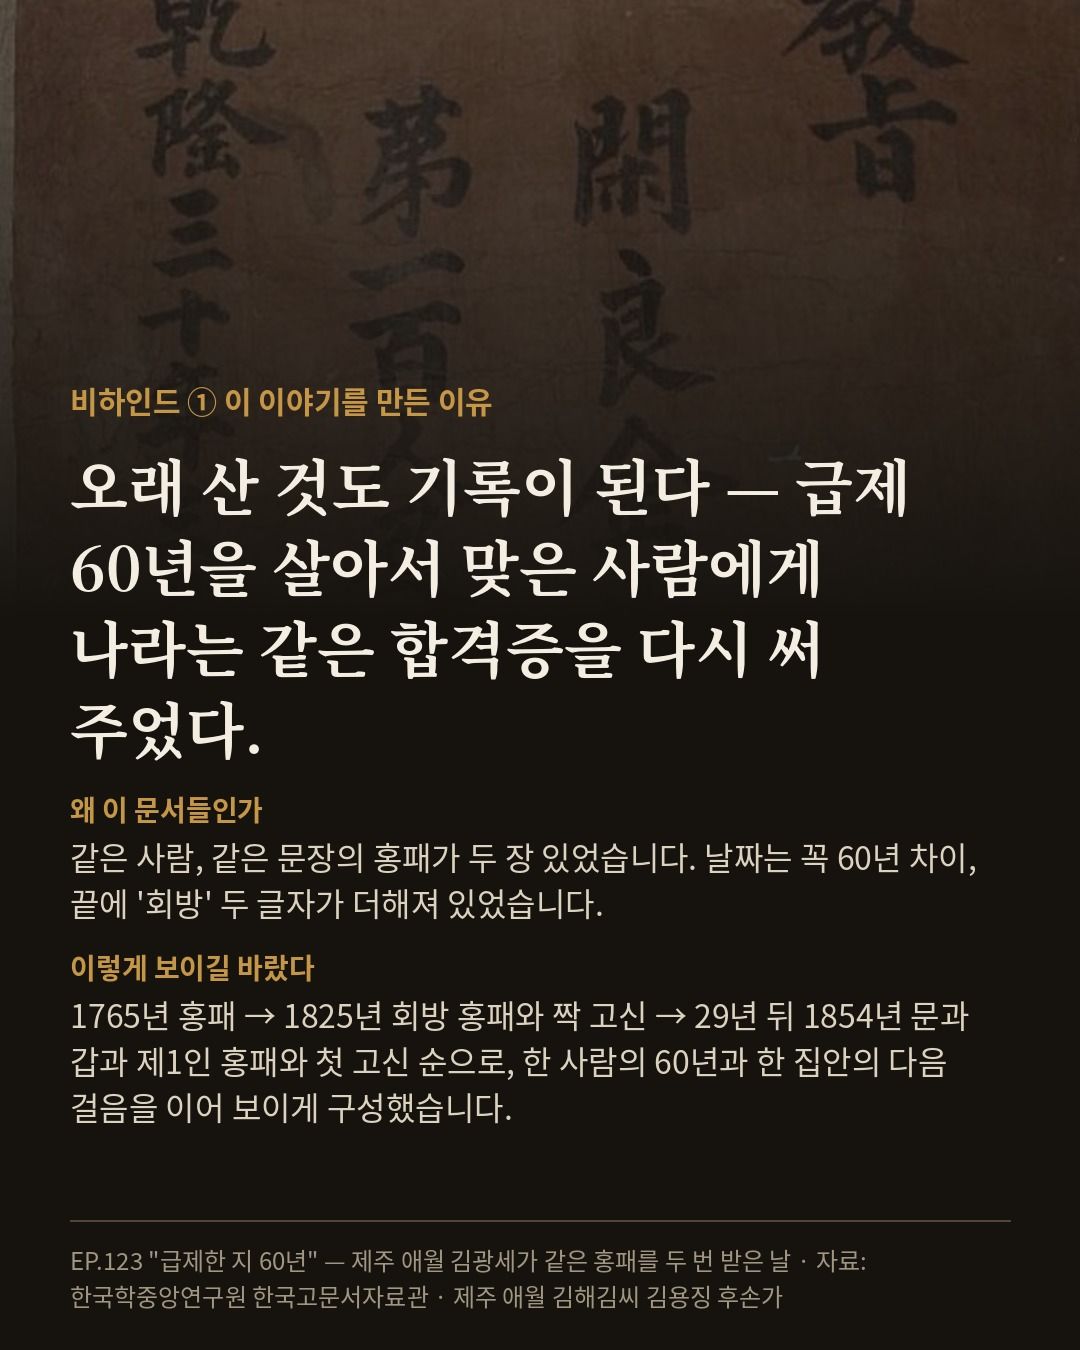 敎旨
閑良金
第一百人
乾隆三十年
비하인드 ① 이 이야기를 만든 이유
오래 산 것도 기록이 된다 — 급제
60년을 살아서 맞은 사람에게
나라는 같은 합격증을 다시 써
주었다.
왜 이 문서들인가
같은 사람, 같은 문장의 홍패가 두 장 있었습니다. 날짜는 꼭 60년 차이,
끝에 '회방' 두 글자가 더해져 있었습니다.
이렇게 보이길 바랐다
1765년 홍패 → 1825년 회방 홍패와 짝 고신 → 29년 뒤 1854년 문과
갑과 제1인 홍패와 첫 고신 순으로, 한 사람의 60년과 한 집안의 다음
걸음을 이어 보이게 구성했습니다.
EP.123 "급제한 지 60년" — 제주 애월 김광세가 같은 홍패를 두 번 받은 날 · 자료:
한국학중앙연구원 한국고문서자료관 · 제주 애월 김해김씨 김용징 후손가